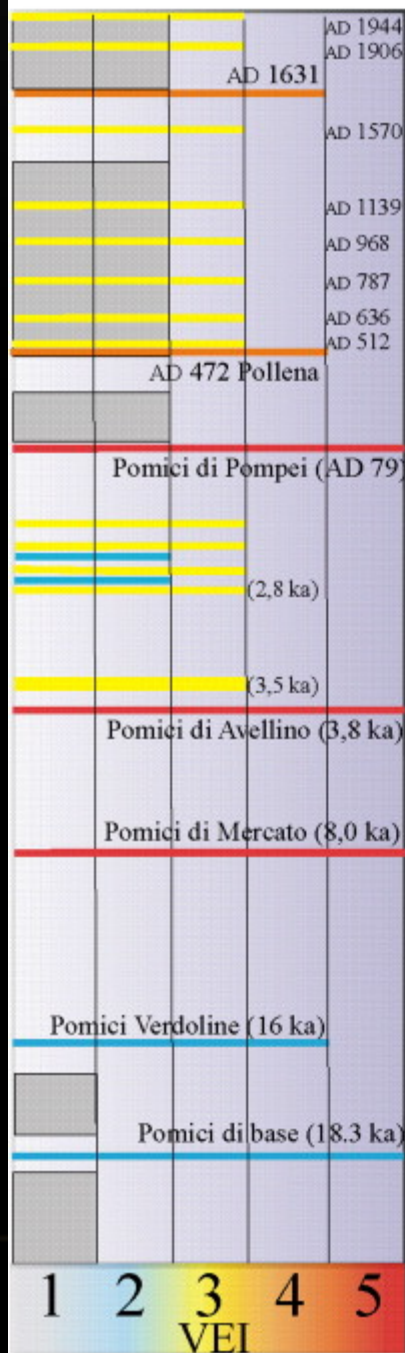 AD 1944
AD 1906
AD 1631
AD 1570
AD 1139
AD 968
AD 787
AD 636
AD 512
AD 472 Pollena
Pomici di Pompei (AD 79)
(2,8 ka)
(3,5 ka)
Pomici di Avellino (3,8 ka)
Pomici di Mercato (8,0 ka)
Pomici Verdoline (16 ka)
Pomici di base (18.3 ka)
1 2 3 4 5
VEI